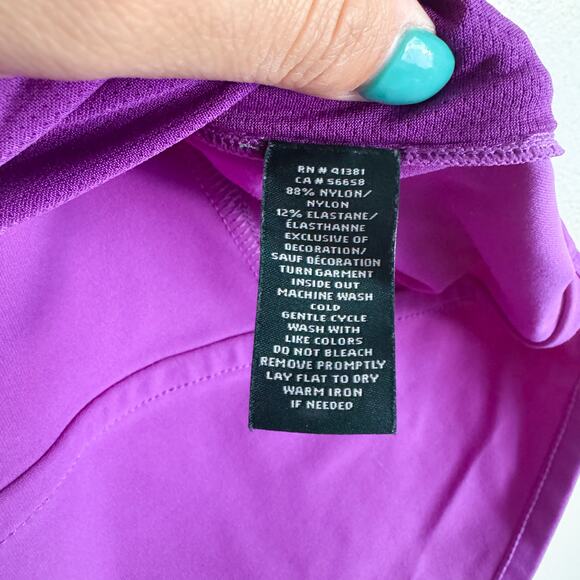 RN # 41381
CA # 56658
88% NYLON/
NYLON
12% ELASTANE/
ÉLASTHANNE
EXCLUSIVE OF
DECORATION/
SAUF DÉCORATION
TURN GARMENT
INSIDE OUT
MACHINE WASH
COLD
GENTLE CYCLE
WASH WITH
LIKE COLORS
DO NOT BLEACH
REMOVE PROMPTLY
LAY FLAT TO DRY
WARM IRON
IF NEEDED